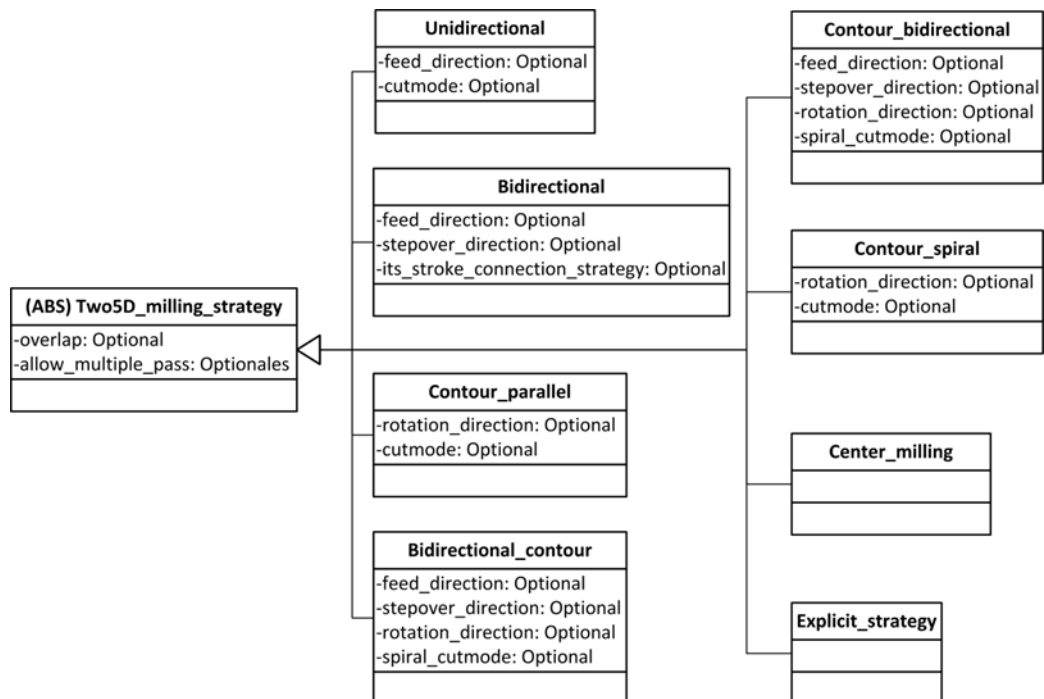 Unidirectional
-feed_direction: Optional
-cutmode: Optional
Bidirectional
-feed_direction: Optional
-stepover_direction: Optional
-its_stroke_connection_strategy: Optional
(ABS) Two5D_milling_strategy
-overlap: Optional
-allow_multiple_pass: Optionales
Contour_parallel
-rotation_direction: Optional
-cutmode: Optional
Bidirectional_contour
-feed_direction: Optional
-stepover_direction: Optional
-rotation_direction: Optional
-spiral_cutmode: Optional
Contour_bidirectional
-feed_direction: Optional
-stepover_direction: Optional
-rotation_direction: Optional
-spiral_cutmode: Optional
Contour_spiral
-rotation_direction: Optional
-cutmode: Optional
Center_milling
Explicit_strategy